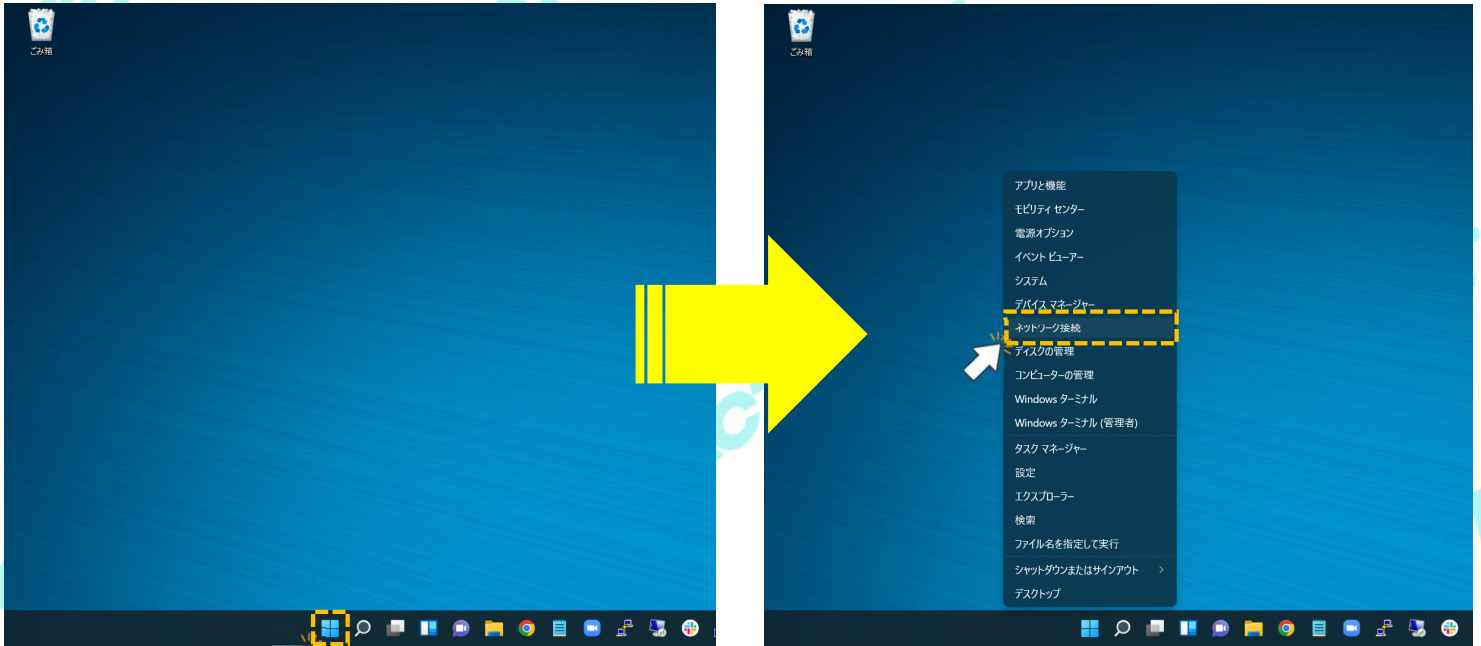 ごみ箱
ごみ箱
アプリと機能
モビリティ センター
電源オプション
イベント ビューアー
システム
デバイス マネージャー
ネットワーク接続
ディスクの管理
コンピューターの管理
Windows ターミナル
Windows ターミナル (管理者)
タスク マネージャー
設定
エクスプローラー
検索
ファイル名を指定して実行
シャットダウンまたはサインアウト
デスクトップ